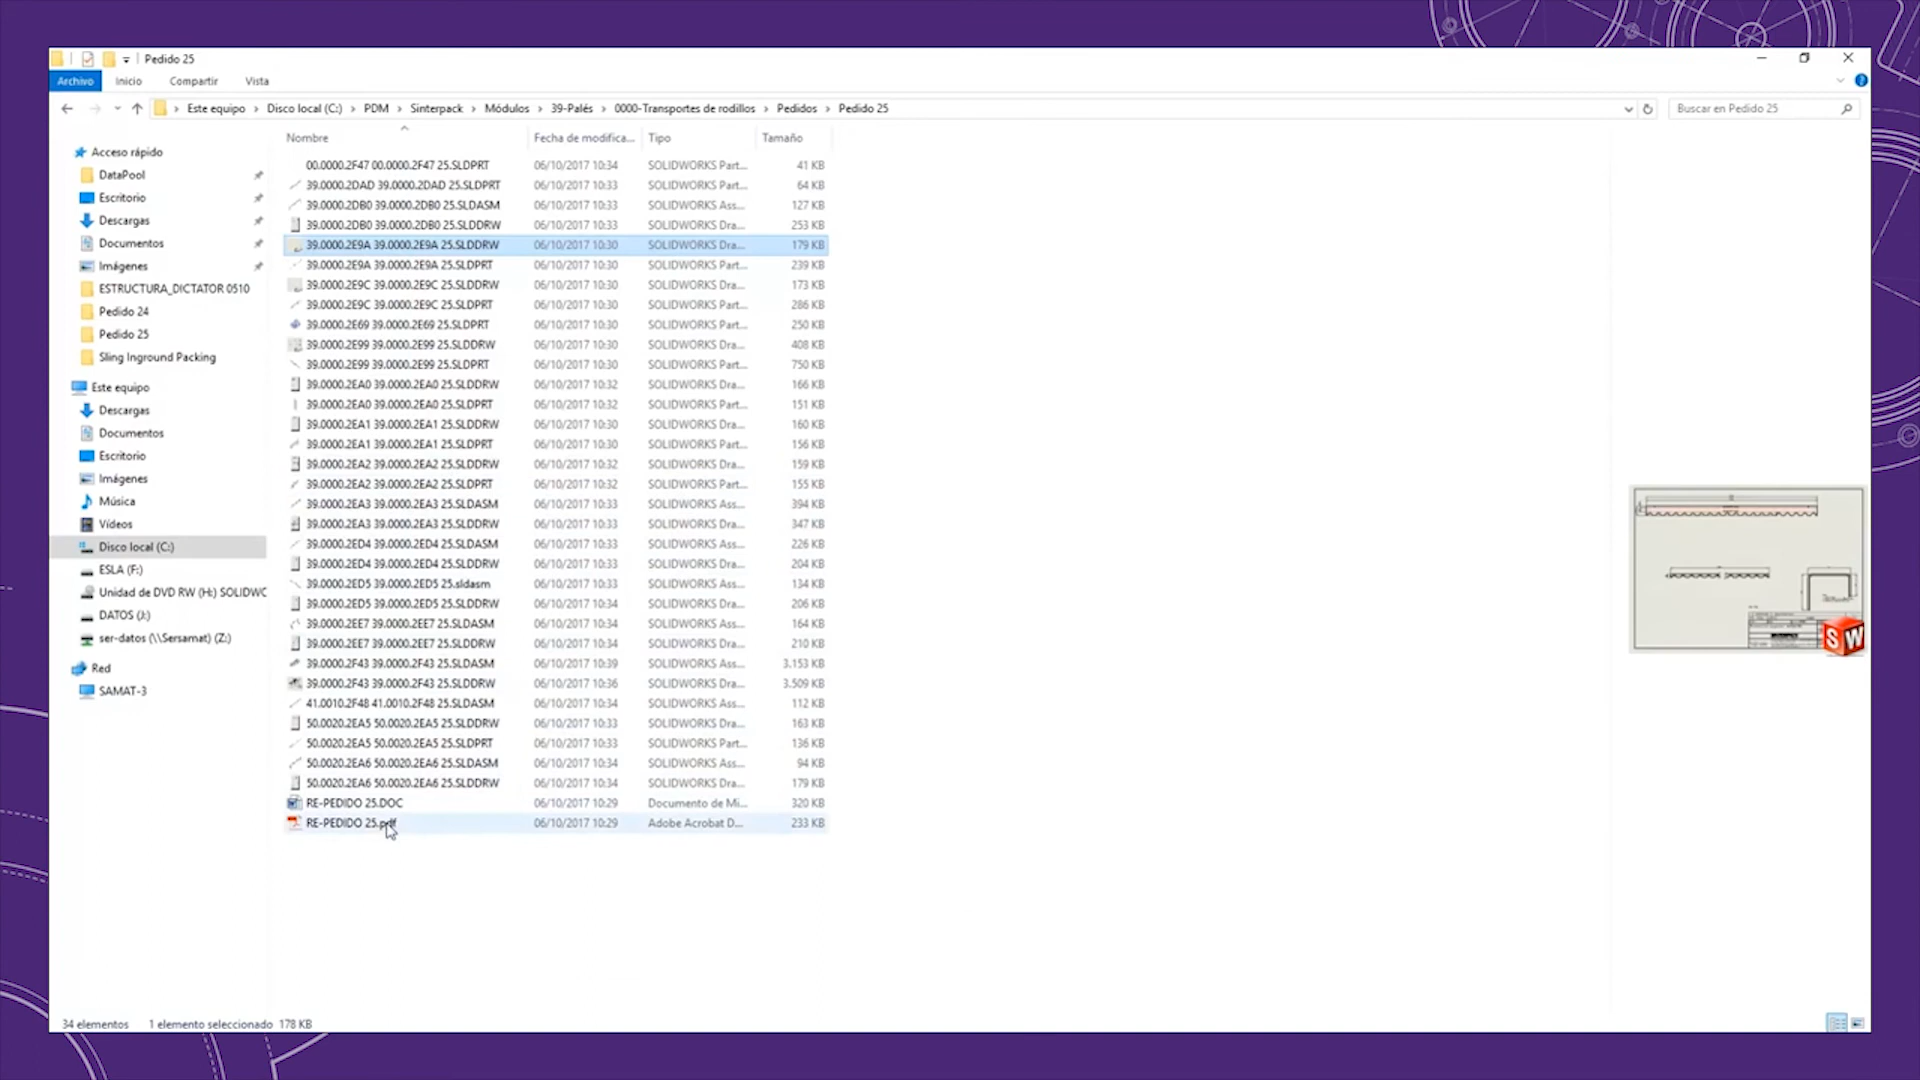 Pedido 25
Archivo Inicio Compartir Vista
Este equipo > Disco local (C:) > PDM > Sinterpack > Módulos > 39-Palés > 0000-Transportes de rodillos > Pedidos > Pedido 25
Buscar en Pedido 25
Nombre Fecha de modifica... Tipo Tamaño
Acceso rápido
DataPool
Escritorio
Descargas
Documentos
Imágenes
ESTRUCTURA_DICTATOR 0510
Pedido 24
Pedido 25
Sling Inground Packing
Este equipo
Descargas
Documentos
Escritorio
Imágenes
Música
Vídeos
Disco local (C:)
ESLA (F:)
Unidad de DVD RW (H:) SOLIDWC
DATOS (J:)
ser-datos (\\Sersamat) (Z:)
Red
SAMAT-3
00.0000.2F47 00.0000.2F47 25.SLDPRT 06/10/2017 10:34 SOLIDWORKS Part... 41 KB
39.0000.2DAD 39.0000.2DAD 25.SLDPRT 06/10/2017 10:33 SOLIDWORKS Part... 64 KB
39.0000.2DB0 39.0000.2DB0 25.SLDASM 06/10/2017 10:33 SOLIDWORKS Ass... 127 KB
39.0000.2DB0 39.0000.2DB0 25.SLDDRW 06/10/2017 10:33 SOLIDWORKS Dra... 253 KB
39.0000.2E9A 39.0000.2E9A 25.SLDDRW 06/10/2017 10:30 SOLIDWORKS Dra... 179 KB
39.0000.2E9A 39.0000.2E9A 25.SLDPRT 06/10/2017 10:30 SOLIDWORKS Part... 239 KB
39.0000.2E9C 39.0000.2E9C 25.SLDDRW 06/10/2017 10:30 SOLIDWORKS Dra... 173 KB
39.0000.2E9C 39.0000.2E9C 25.SLDPRT 06/10/2017 10:30 SOLIDWORKS Part... 286 KB
39.0000.2E69 39.0000.2E69 25.SLDPRT 06/10/2017 10:30 SOLIDWORKS Part... 250 KB
39.0000.2E99 39.0000.2E99 25.SLDDRW 06/10/2017 10:30 SOLIDWORKS Dra... 408 KB
39.0000.2E99 39.0000.2E99 25.SLDPRT 06/10/2017 10:30 SOLIDWORKS Part... 750 KB
39.0000.2EA0 39.0000.2EA0 25.SLDDRW 06/10/2017 10:32 SOLIDWORKS Dra... 166 KB
39.0000.2EA0 39.0000.2EA0 25.SLDPRT 06/10/2017 10:32 SOLIDWORKS Part... 151 KB
39.0000.2EA1 39.0000.2EA1 25.SLDDRW 06/10/2017 10:30 SOLIDWORKS Dra... 160 KB
39.0000.2EA1 39.0000.2EA1 25.SLDPRT 06/10/2017 10:30 SOLIDWORKS Part... 156 KB
39.0000.2EA2 39.0000.2EA2 25.SLDDRW 06/10/2017 10:32 SOLIDWORKS Dra... 159 KB
39.0000.2EA2 39.0000.2EA2 25.SLDPRT 06/10/2017 10:32 SOLIDWORKS Part... 155 KB
39.0000.2EA3 39.0000.2EA3 25.SLDASM 06/10/2017 10:33 SOLIDWORKS Ass... 394 KB
39.0000.2EA3 39.0000.2EA3 25.SLDDRW 06/10/2017 10:33 SOLIDWORKS Dra... 347 KB
39.0000.2ED4 39.0000.2ED4 25.SLDASM 06/10/2017 10:33 SOLIDWORKS Ass... 226 KB
39.0000.2ED4 39.0000.2ED4 25.SLDDRW 06/10/2017 10:33 SOLIDWORKS Dra... 204 KB
39.0000.2ED5 39.0000.2ED5 25.sldasm 06/10/2017 10:33 SOLIDWORKS Ass... 134 KB
39.0000.2ED5 39.0000.2ED5 25.SLDDRW 06/10/2017 10:34 SOLIDWORKS Dra... 206 KB
39.0000.2EE7 39.0000.2EE7 25.SLDASM 06/10/2017 10:34 SOLIDWORKS Ass... 164 KB
39.0000.2EE7 39.0000.2EE7 25.SLDDRW 06/10/2017 10:34 SOLIDWORKS Dra... 210 KB
39.0000.2F43 39.0000.2F43 25.SLDASM 06/10/2017 10:39 SOLIDWORKS Ass... 3.153 KB
39.0000.2F43 39.0000.2F43 25.SLDDRW 06/10/2017 10:36 SOLIDWORKS Dra... 3.509 KB
41.0010.2F48 41.0010.2F48 25.SLDASM 06/10/2017 10:34 SOLIDWORKS Ass... 112 KB
50.0020.2EA5 50.0020.2EA5 25.SLDDRW 06/10/2017 10:33 SOLIDWORKS Dra... 163 KB
50.0020.2EA5 50.0020.2EA5 25.SLDPRT 06/10/2017 10:33 SOLIDWORKS Part... 136 KB
50.0020.2EA6 50.0020.2EA6 25.SLDASM 06/10/2017 10:34 SOLIDWORKS Ass... 94 KB
50.0020.2EA6 50.0020.2EA6 25.SLDDRW 06/10/2017 10:34 SOLIDWORKS Dra... 179 KB
RE-PEDIDO 25.DOC 06/10/2017 10:29 Documento de Mi... 320 KB
RE-PEDIDO 25.pdf 06/10/2017 10:29 Adobe Acrobat D... 233 KB
SW
34 elementos 1 elemento seleccionado 178 KB